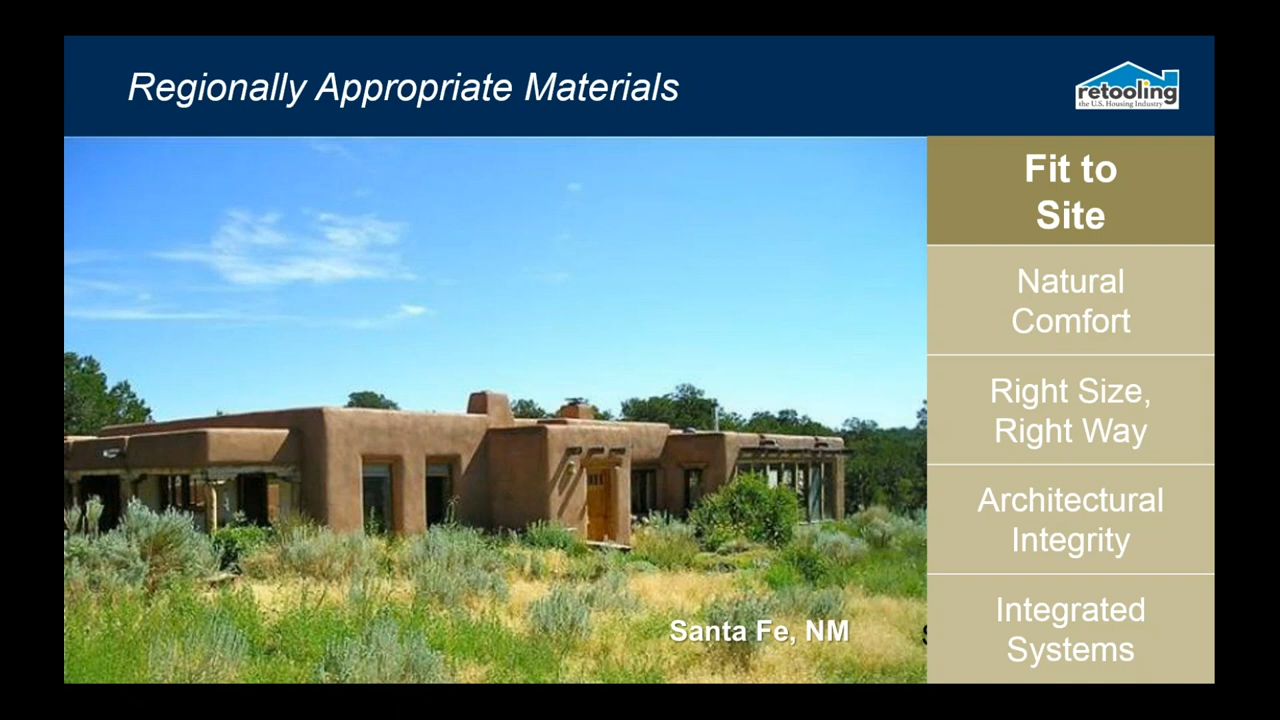 Regionally Appropriate Materials
retooling
the U.S. Housing Industry
Fit to
Site
Natural
Comfort
Right Size,
Right Way
Architectural
Integrity
Integrated
Systems
Santa Fe, NM